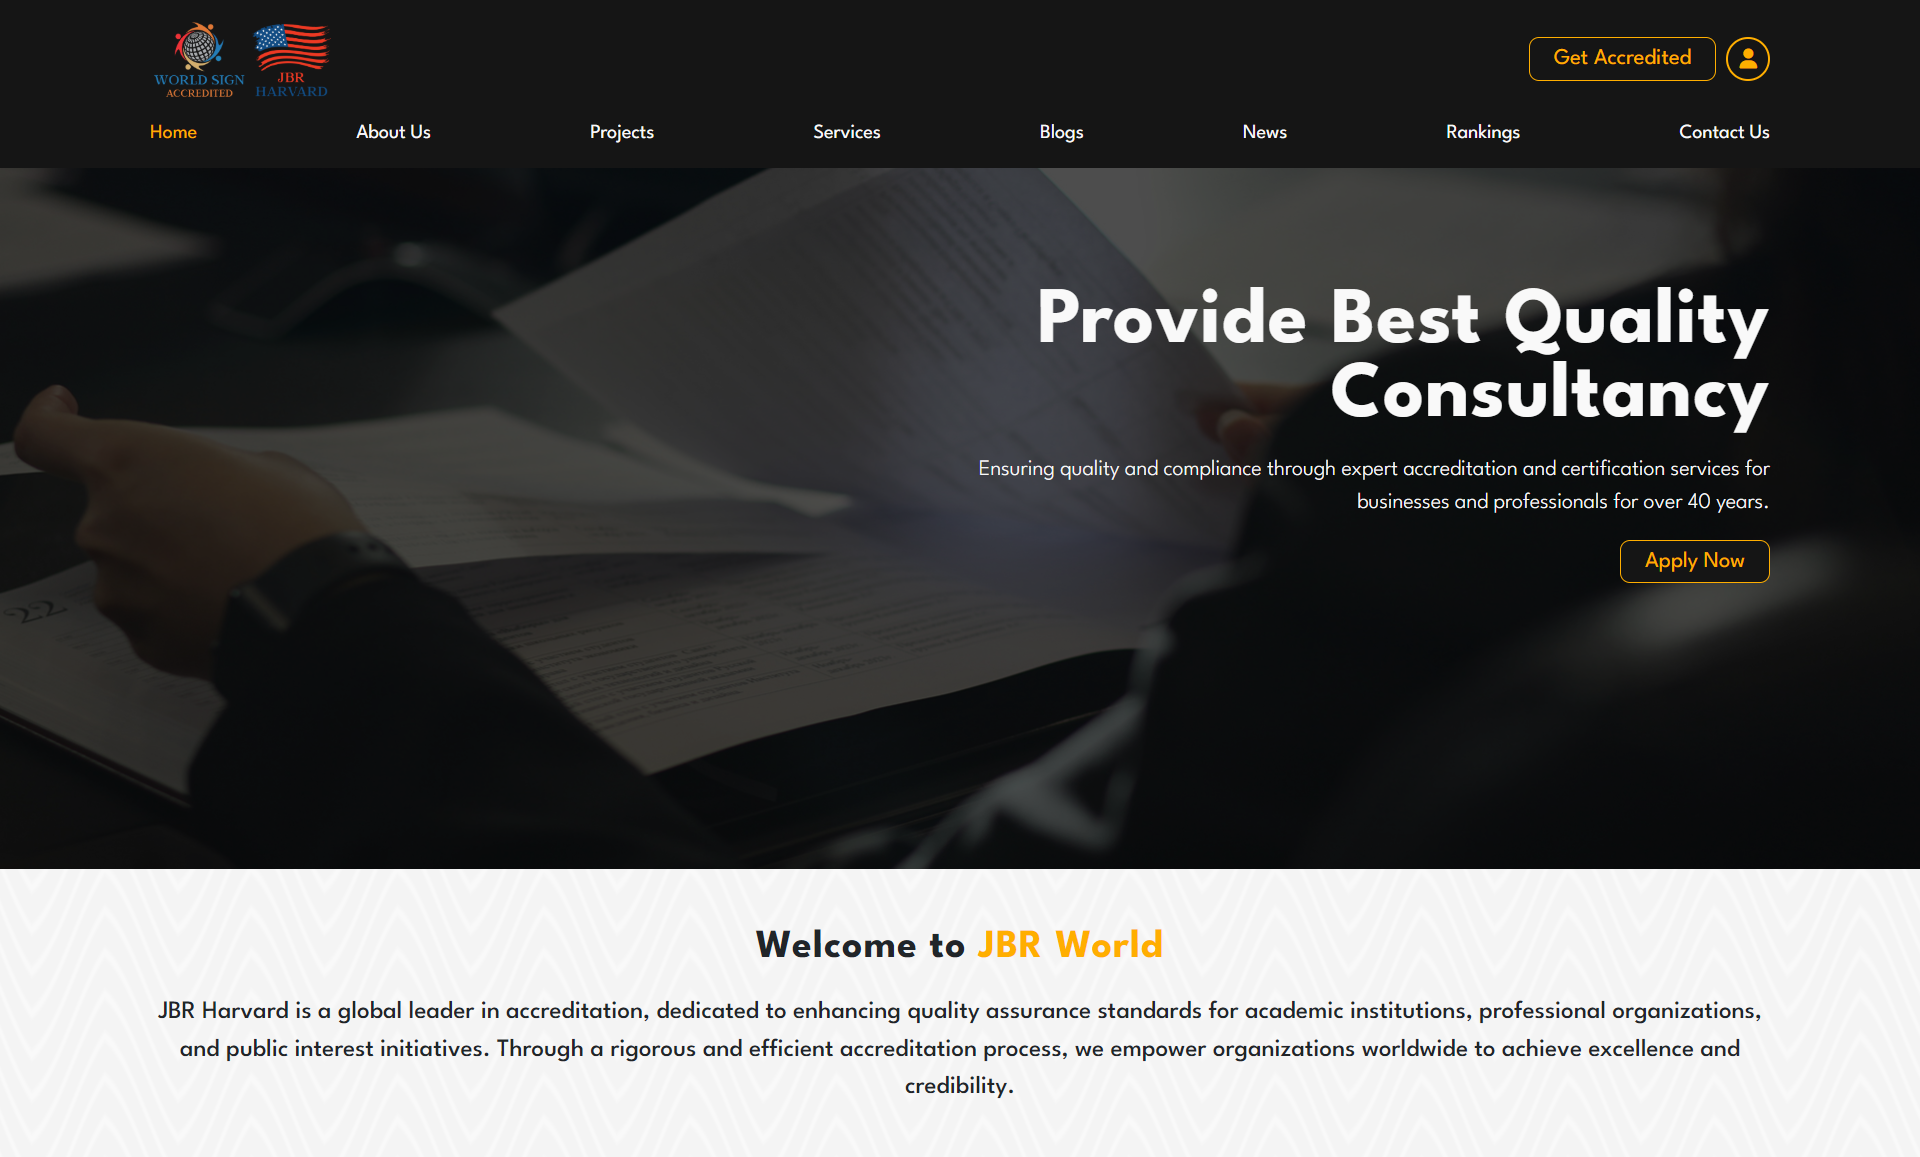 WORLD SIGN
ACCREDITED
JBR
HARVARD
Get Accredited
Home
About Us
Projects
Services
Blogs
News
Rankings
Contact Us
Provide Best Quality
Consultancy
Ensuring quality and compliance through expert accreditation and certification services for
businesses and professionals for over 40 years.
Apply Now
22
Welcome to JBR World
JBR Harvard is a global leader in accreditation, dedicated to enhancing quality assurance standards for academic institutions, professional organizations,
and public interest initiatives. Through a rigorous and efficient accreditation process, we empower organizations worldwide to achieve excellence and
credibility.